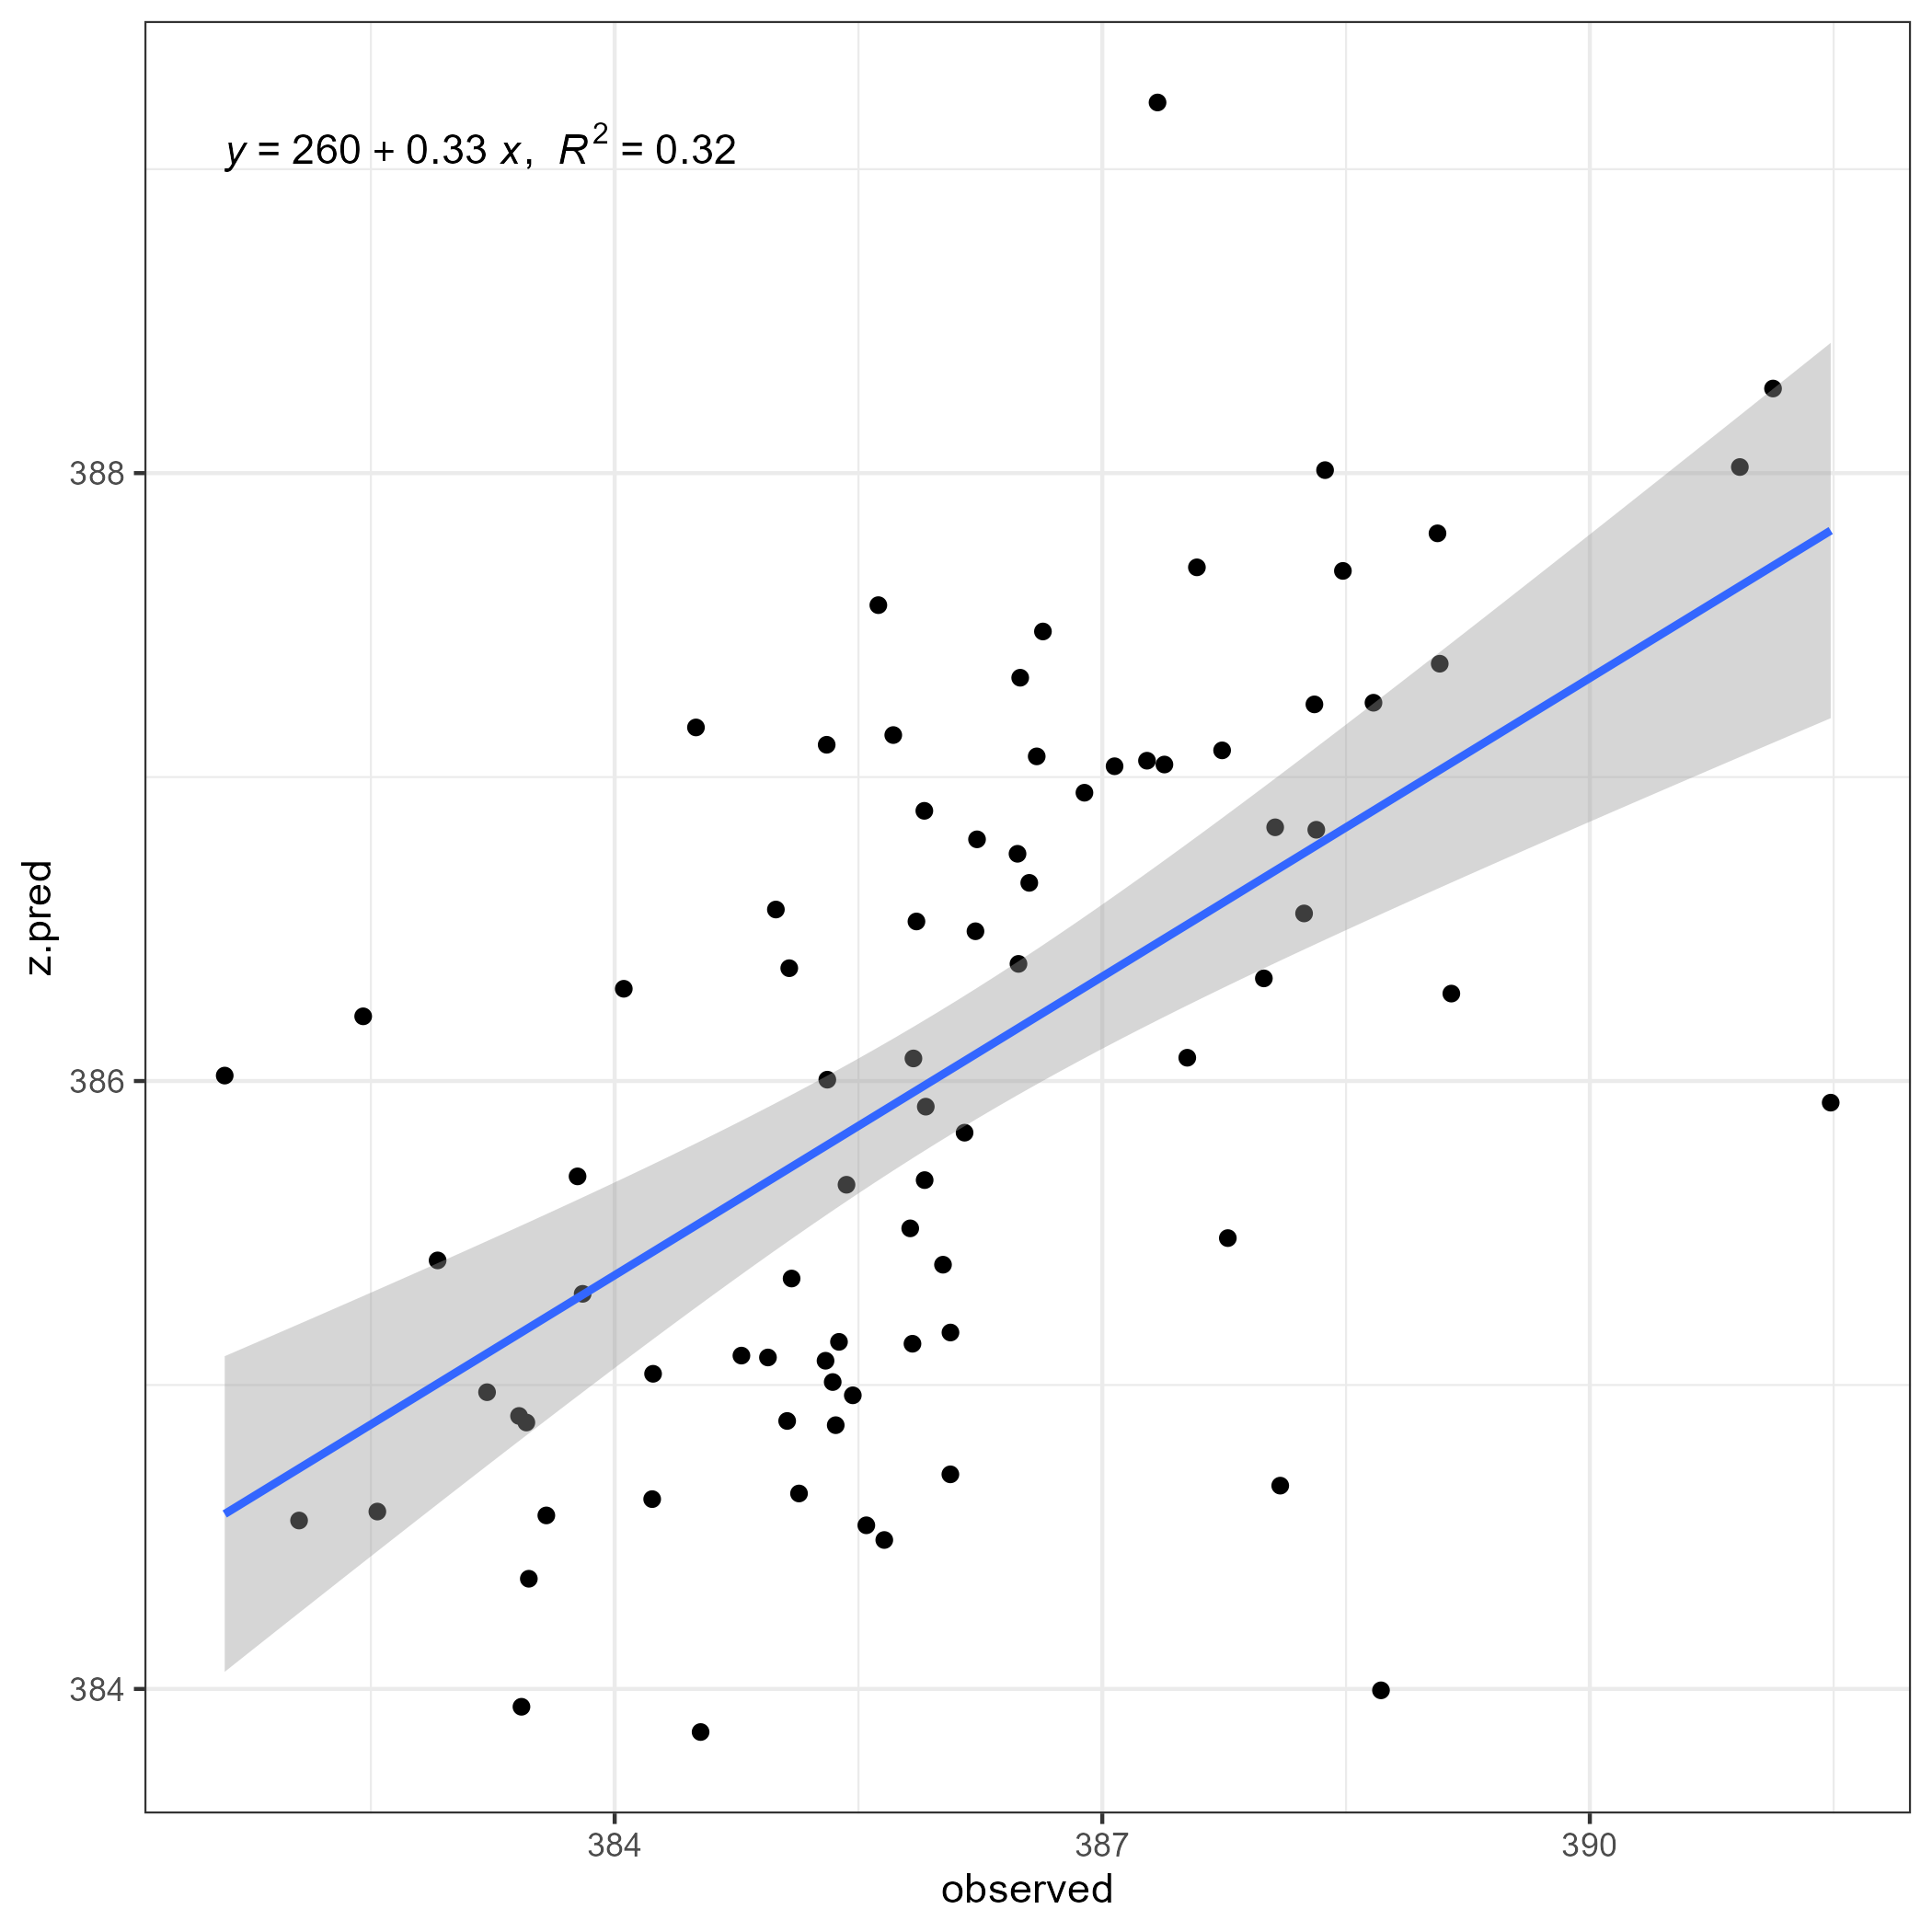 y = 260 + 0.33 x, R² = 0.32
388
386
384
z.pred
384 387 390
observed